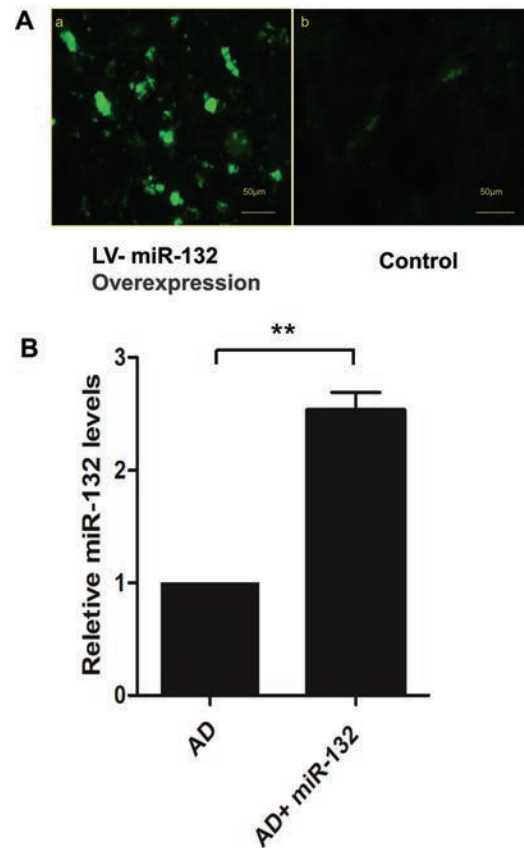 A
a
b
50µm
50µm
LV- miR-132
Overexpression
Control
B
**
Reletive miR-132 levels
3
2
1
0
AD
AD+ miR-132